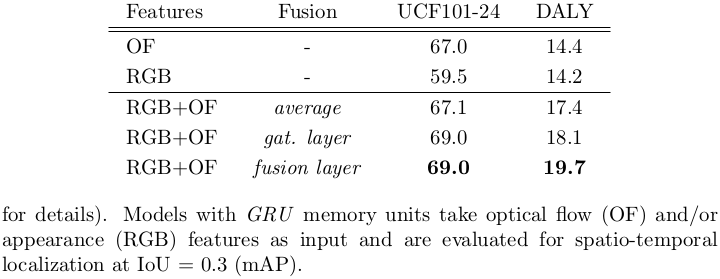 Features Fusion UCF101-24 DALY
OF - 67.0 14.4
RGB - 59.5 14.2
RGB+OF average 67.1 17.4
RGB+OF gat. layer 69.0 18.1
RGB+OF fusion layer 69.0 19.7
for details). Models with GRU memory units take optical flow (OF) and/or
appearance (RGB) features as input and are evaluated for spatio-temporal
localization at IoU = 0.3 (mAP).